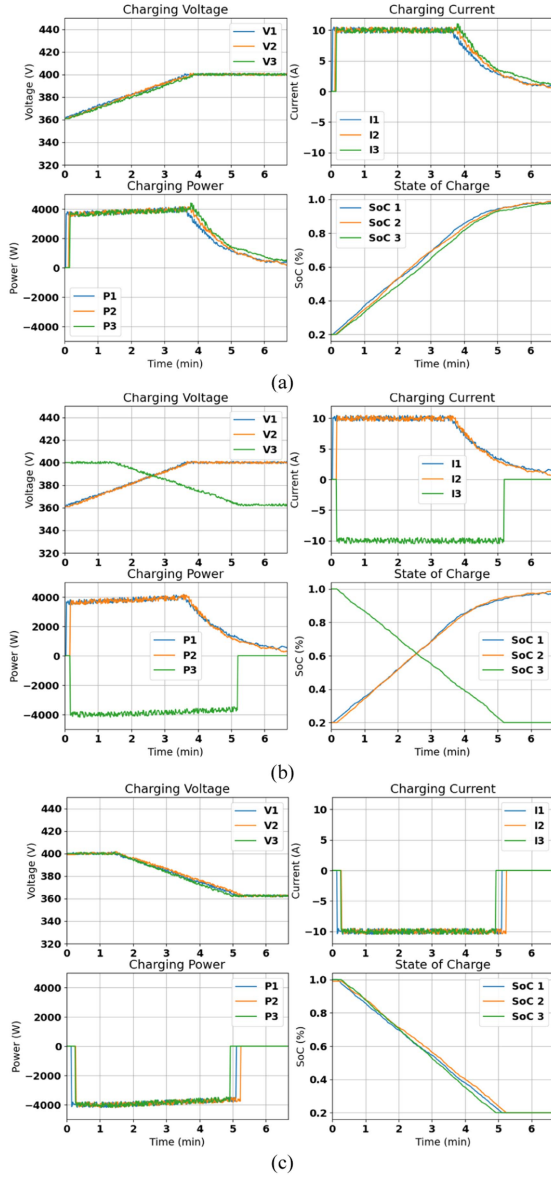 Charging Voltage
Charging Current
440
420
400
380
360
340
320
Voltage (V)
V1
V2
V3
10
5
0
−5
−10
Current (A)
I1
I2
I3
0 1 2 3 4 5 6
0 1 2 3 4 5 6
Charging Power
State of Charge
4000
2000
0
−2000
−4000
Power (W)
P1
P2
P3
1.0
0.8
0.6
0.4
0.2
SoC (%)
SoC 1
SoC 2
SoC 3
0 1 2 3 4 5 6
0 1 2 3 4 5 6
Time (min)
Time (min)
(a)
Charging Voltage
Charging Current
440
420
400
380
360
340
320
Voltage (V)
V1
V2
V3
10
5
0
−5
−10
Current (A)
I1
I2
I3
0 1 2 3 4 5 6
0 1 2 3 4 5 6
Charging Power
State of Charge
4000
2000
0
−2000
−4000
Power (W)
P1
P2
P3
1.0
0.8
0.6
0.4
0.2
SoC (%)
SoC 1
SoC 2
SoC 3
0 1 2 3 4 5 6
0 1 2 3 4 5 6
Time (min)
Time (min)
(b)
Charging Voltage
Charging Current
440
420
400
380
360
340
320
Voltage (V)
V1
V2
V3
10
5
0
−5
−10
Current (A)
I1
I2
I3
0 1 2 3 4 5 6
0 1 2 3 4 5 6
Charging Power
State of Charge
4000
2000
0
−2000
−4000
Power (W)
P1
P2
P3
1.0
0.8
0.6
0.4
0.2
SoC (%)
SoC 1
SoC 2
SoC 3
0 1 2 3 4 5 6
0 1 2 3 4 5 6
Time (min)
Time (min)
(c)